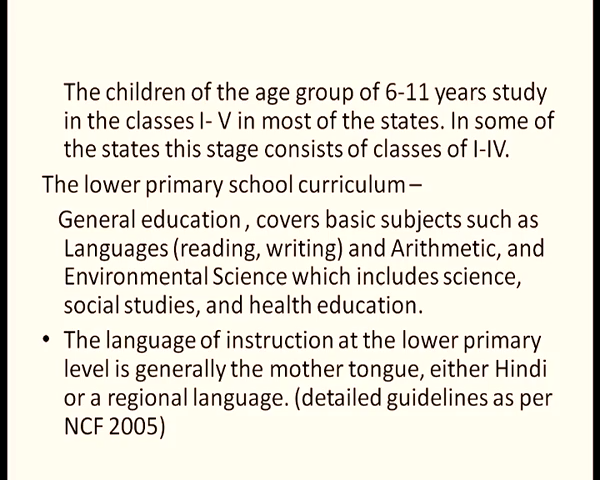 The children of the age group of 6-11 years study
in the classes I- V in most of the states. In some of
the states this stage consists of classes of I-IV.
The lower primary school curriculum –
General education , covers basic subjects such as
Languages (reading, writing) and Arithmetic, and
Environmental Science which includes science,
social studies, and health education.
• The language of instruction at the lower primary
level is generally the mother tongue, either Hindi
or a regional language. (detailed guidelines as per
NCF 2005)